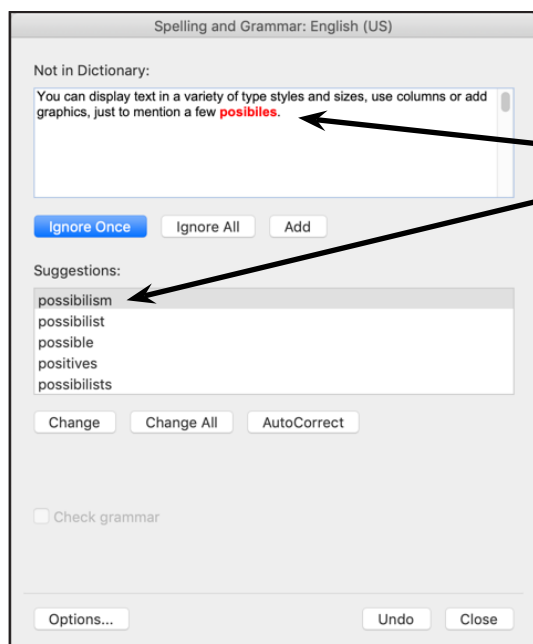 Spelling and Grammar: English (US)
Not in Dictionary:
You can display text in a variety of type styles and sizes, use columns or add
graphics, just to mention a few posibiles.
Ignore Once Ignore All Add
Suggestions:
possibilism
possibilist
possible
positives
possibilists
Change Change All AutoCorrect
Check grammar
Options... Undo Close